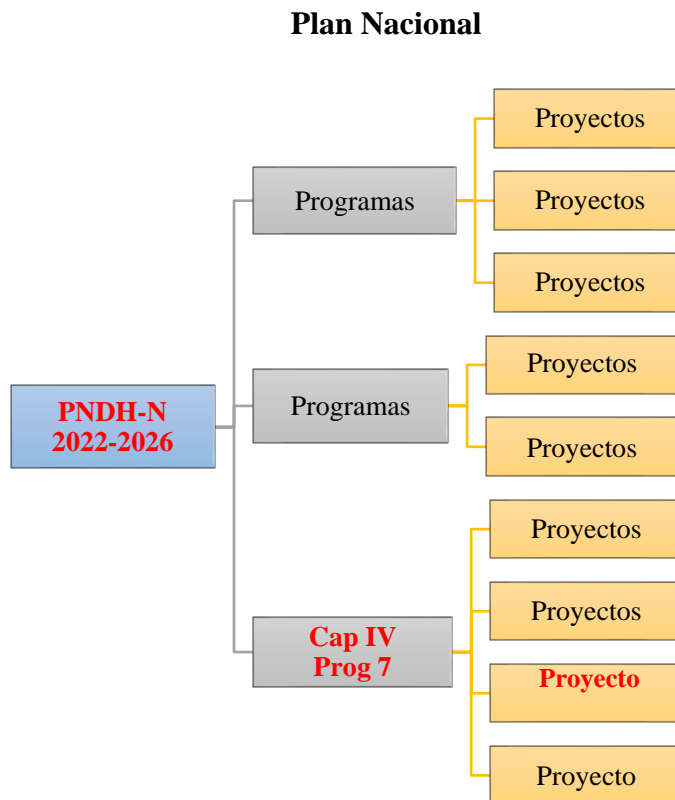 Plan Nacional
Proyectos
Programas
Proyectos
Proyectos
PNDH-N
2022-2026
Programas
Proyectos
Proyectos
Cap IV
Prog 7
Proyectos
Proyectos
Proyecto
Proyecto